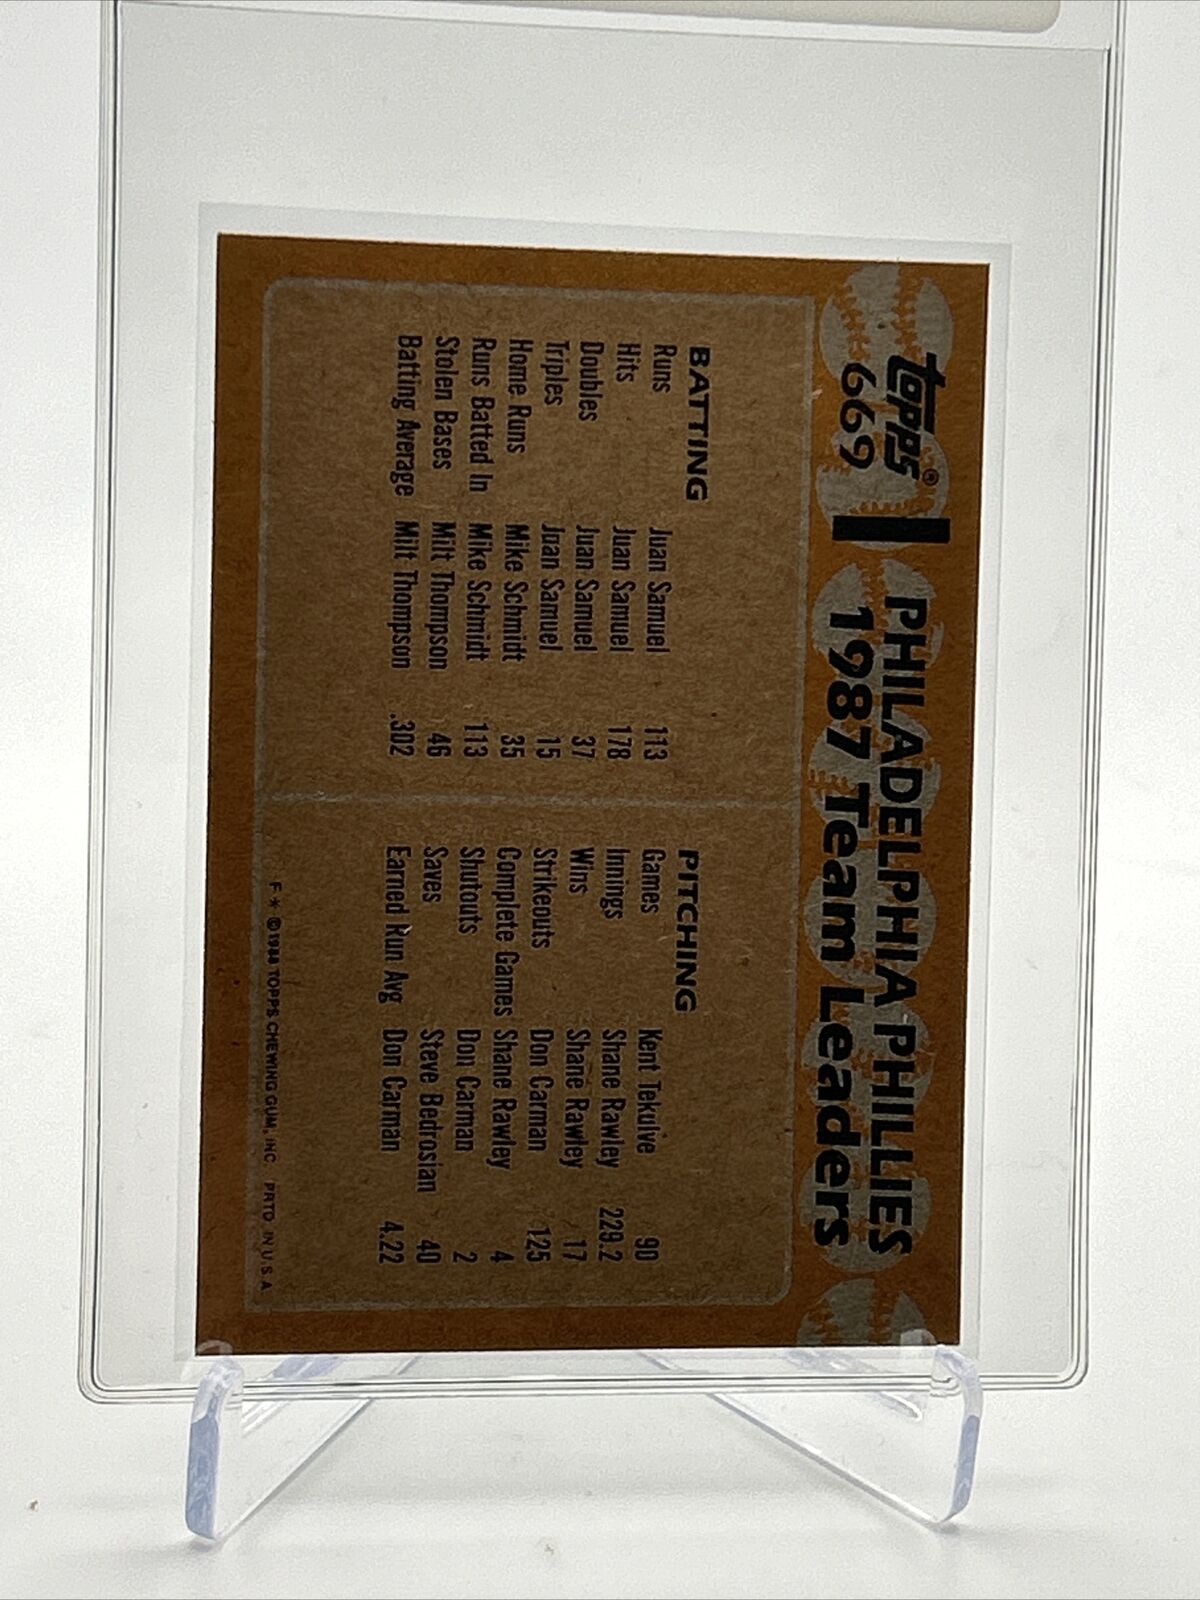 topps®
669
PHILADELPHIA PHILLIES
1987 Team Leaders
BATTING
Runs Juan Samuel 113
Hits Juan Samuel 178
Doubles Juan Samuel 37
Triples Juan Samuel 15
Home Runs Mike Schmidt 35
Runs Batted In Mike Schmidt 113
Stolen Bases Milt Thompson 46
Batting Average Milt Thompson .302
PITCHING
Games Kent Tekulve 90
Innings Shane Rawley 229.2
Wins Shane Rawley 17
Strikeouts Don Carman 125
Complete Games Shane Rawley 4
Shutouts Don Carman 2
Saves Steve Bedrosian 40
Earned Run Avg Don Carman 4.22
F* ©1988 TOPPS CHEWING GUM, INC. PRTD. IN U.S.A.